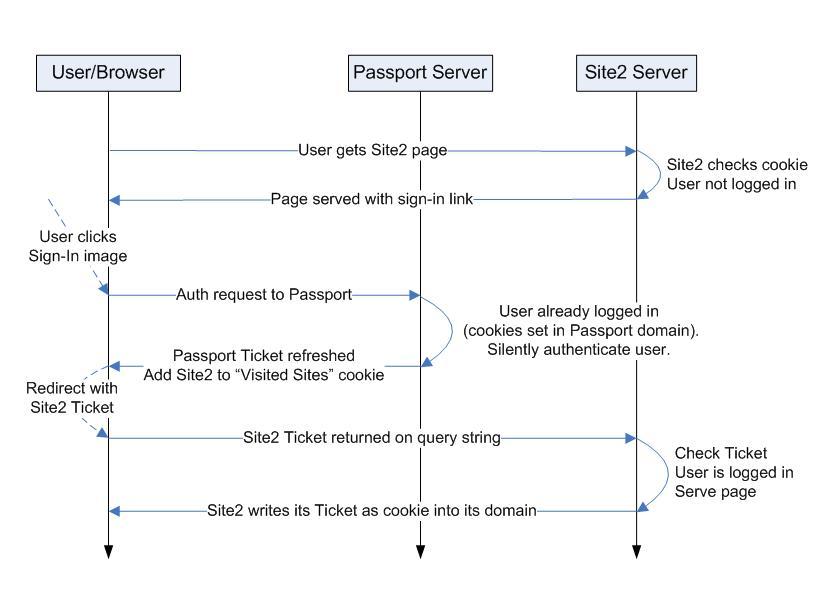 User/Browser
Passport Server
Site2 Server
User gets Site2 page
Site2 checks cookie
User not logged in
Page served with sign-in link
User clicks
Sign-In image
Auth request to Passport
User already logged in
(cookies set in Passport domain).
Silently authenticate user.
Passport Ticket refreshed
Add Site2 to “Visited Sites” cookie
Redirect with
Site2 Ticket
Site2 Ticket returned on query string
Check Ticket
User is logged in
Serve page
Site2 writes its Ticket as cookie into its domain